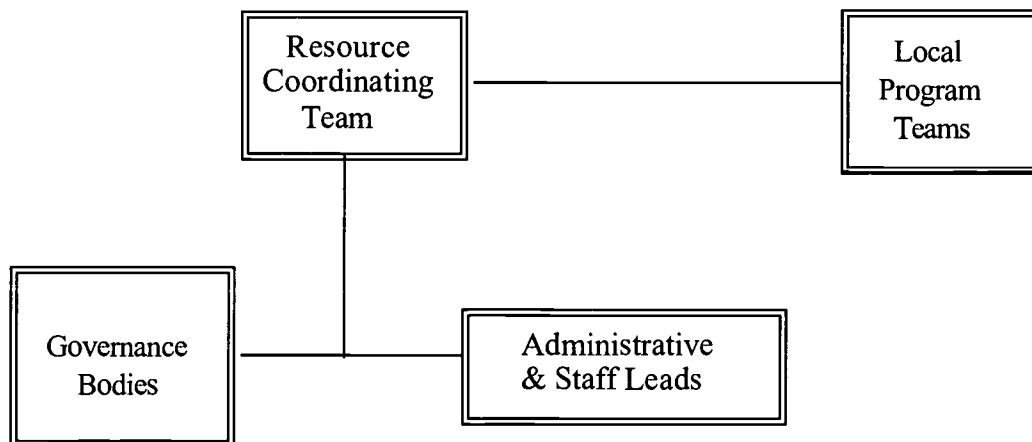 Resource
Coordinating
Team
Local
Program
Teams
Governance
Bodies
Administrative
& Staff Leads